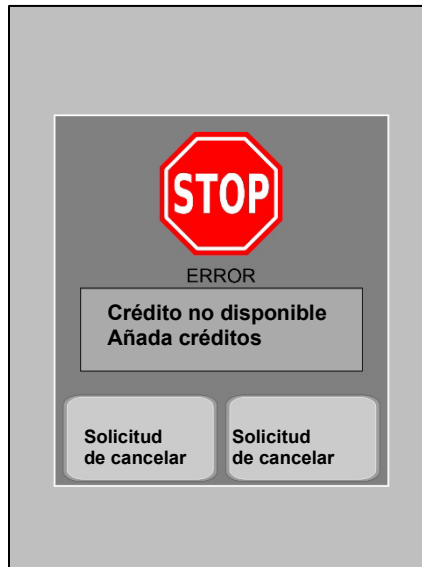 STOP
ERROR
Crédito no disponible
Añada créditos
Solicitud
de cancelar
Solicitud
de cancelar